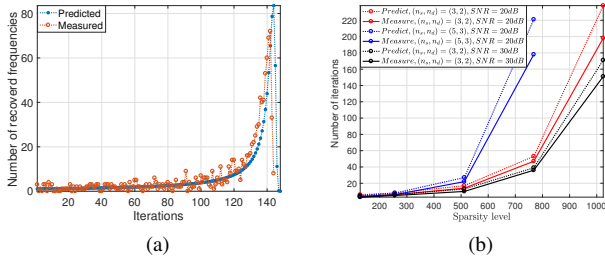 Predicted
Measured
Number of recoverd frequencies
80
60
40
20
0
20 40 60 80 100 120 140
Iterations
(a)
Predict, (n_s, n_d) = (3, 2), SNR = 20dB
Measure, (n_s, n_d) = (3, 2), SNR = 20dB
Predict, (n_s, n_d) = (5, 3), SNR = 20dB
Measure, (n_s, n_d) = (5, 3), SNR = 20dB
Predict, (n_s, n_d) = (3, 2), SNR = 30dB
Measure, (n_s, n_d) = (3, 2), SNR = 30dB
Number of iterations
220
200
180
160
140
120
100
80
60
40
20
200 300 400 500 600 700 800 900 1000
Sparsity level
(b)